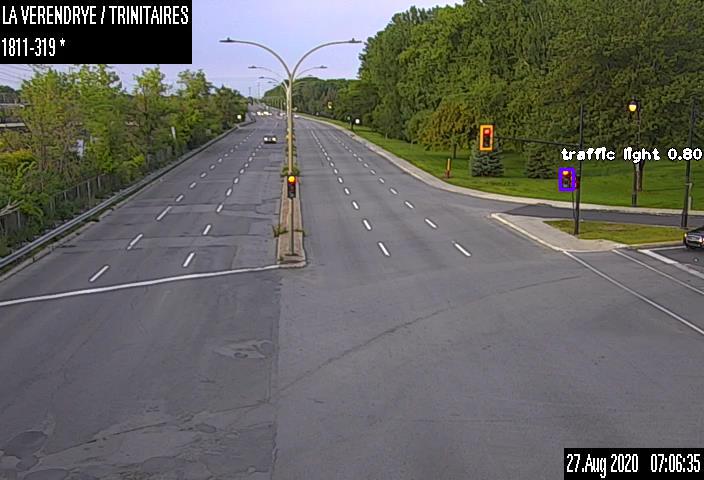 LA VERENDRYE / TRINITAIRES
1811-319 *
traffic light 0.80
27.Aug 2020 07:06:35